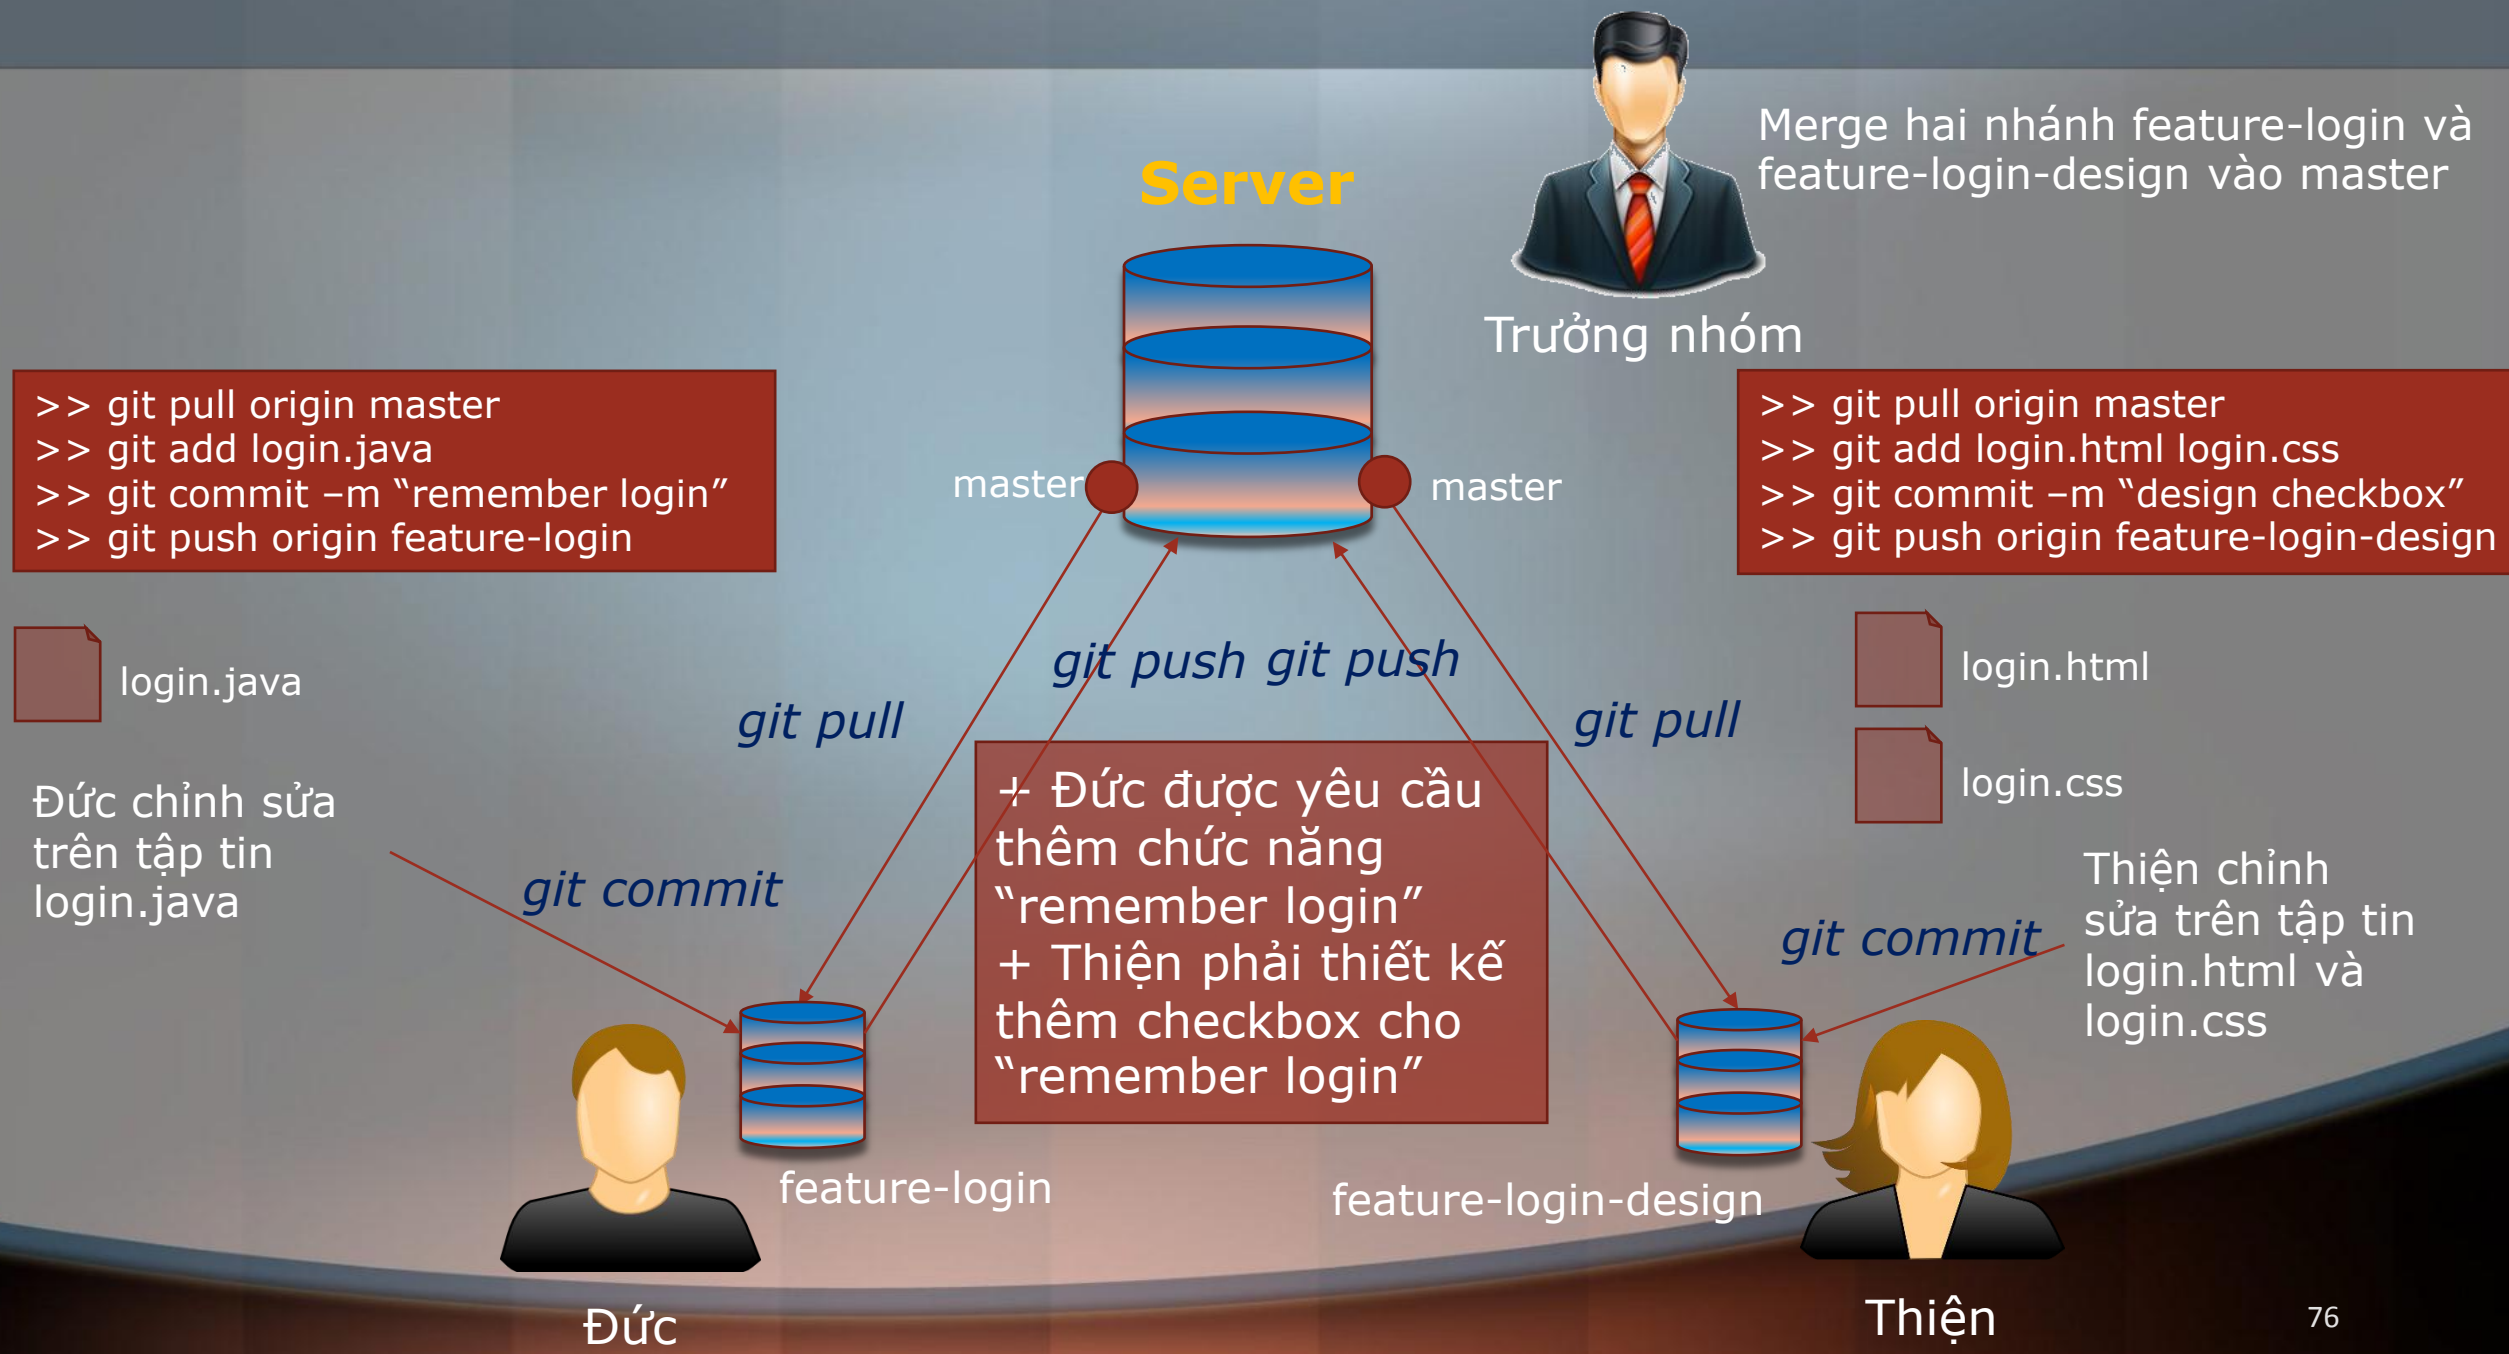 Merge hai nhánh feature-login và
feature-login-design vào master
Server
Trưởng nhóm
>> git pull origin master
>> git add login.java
>> git commit –m “remember login”
>> git push origin feature-login
>> git pull origin master
>> git add login.html login.css
>> git commit –m “design checkbox”
>> git push origin feature-login-design
master
master
login.java
git push
git push
login.html
git pull
git pull
login.css
Đức chỉnh sửa
trên tập tin
login.java
git commit
+ Đức được yêu cầu
thêm chức năng
“remember login”
+ Thiện phải thiết kế
thêm checkbox cho
“remember login”
git commit
Thiện chỉnh
sửa trên tập tin
login.html và
login.css
feature-login
feature-login-design
Đức
Thiện
76